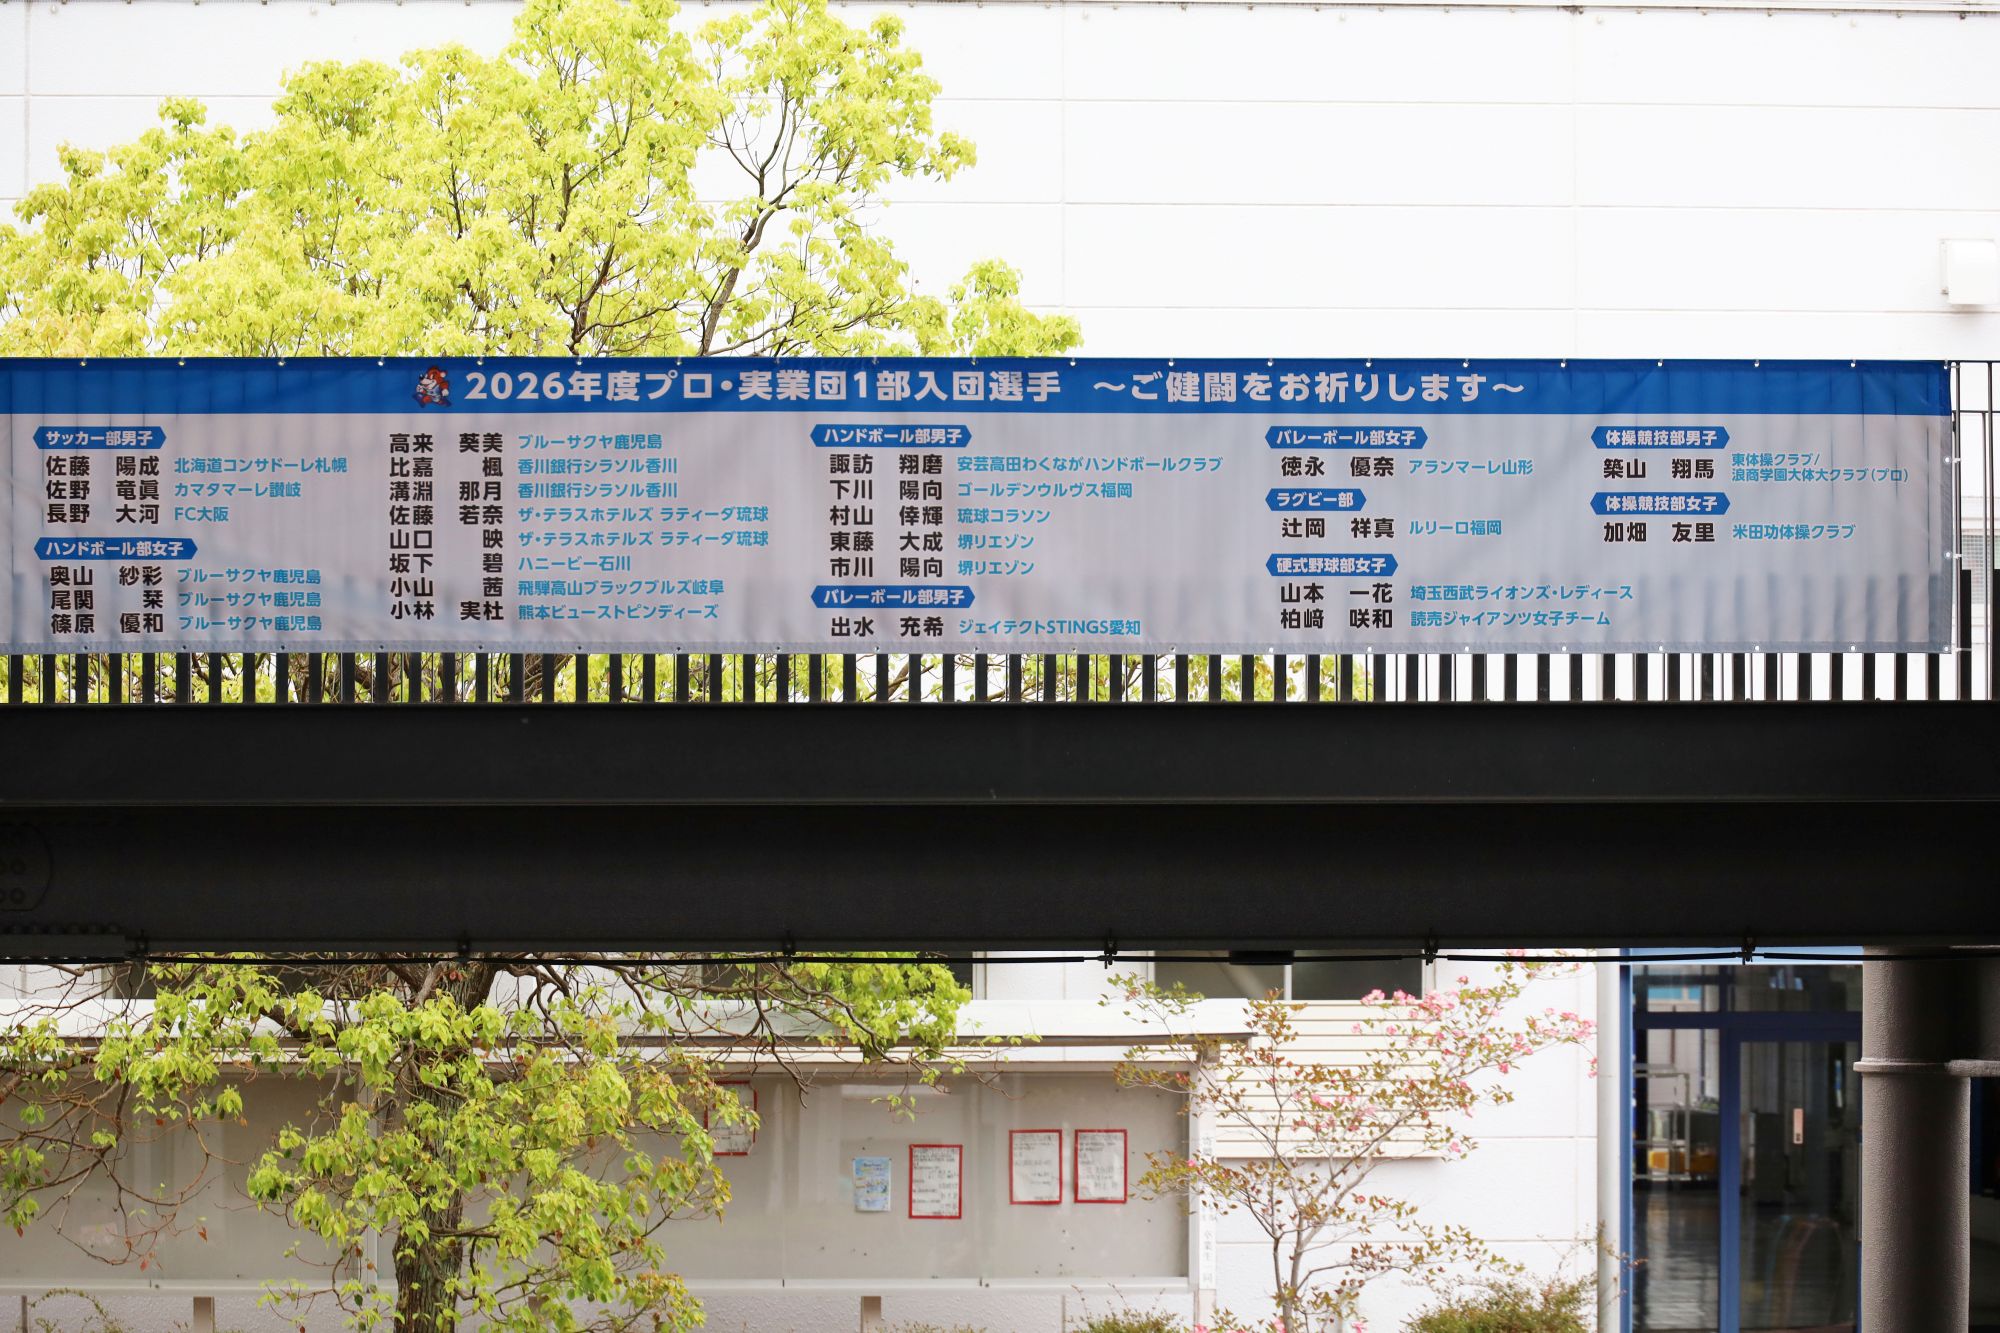 2026年度プロ・実業団1部入団選手 〜ご健闘をお祈りします〜
サッカー部男子
佐藤 陽成 北海道コンサドーレ札幌
佐野 竜眞 カマタマーレ讃岐
長野 大河 FC大阪
ハンドボール部女子
奥山 紗彩 ブルーサクヤ鹿児島
尾関 栞 ブルーサクヤ鹿児島
篠原 優和 ブルーサクヤ鹿児島
高来 葵美 ブルーサクヤ鹿児島
比嘉 楓 香川銀行シラソル香川
溝淵 那月 香川銀行シラソル香川
佐藤 若奈 ザ・テラスホテルズ ラティーダ琉球
山口 映 ザ・テラスホテルズ ラティーダ琉球
坂下 碧 ハニービー石川
小山 茜 飛騨高山ブラックブルズ岐阜
小林 実杜 熊本ビューストピンディーズ
ハンドボール部男子
諏訪 翔磨 安芸高田わくながハンドボールクラブ
下川 陽向 ゴールデンウルヴス福岡
村山 倖輝 琉球コラソン
東藤 大成 堺リエゾン
市川 陽向 堺リエゾン
バレーボール部男子
出水 充希 ジェイテクトSTINGS愛知
バレーボール部女子
徳永 優奈 アランマーレ山形
ラグビー部
辻岡 祥真 ルリーロ福岡
硬式野球部女子
山本 一花 埼玉西武ライオンズ・レディース
柏﨑 咲和 読売ジャイアンツ女子チーム
体操競技部男子
築山 翔馬 東体操クラブ/
浪商学園大体大クラブ(プロ)
体操競技部女子
加畑 友里 米田功体操クラブ